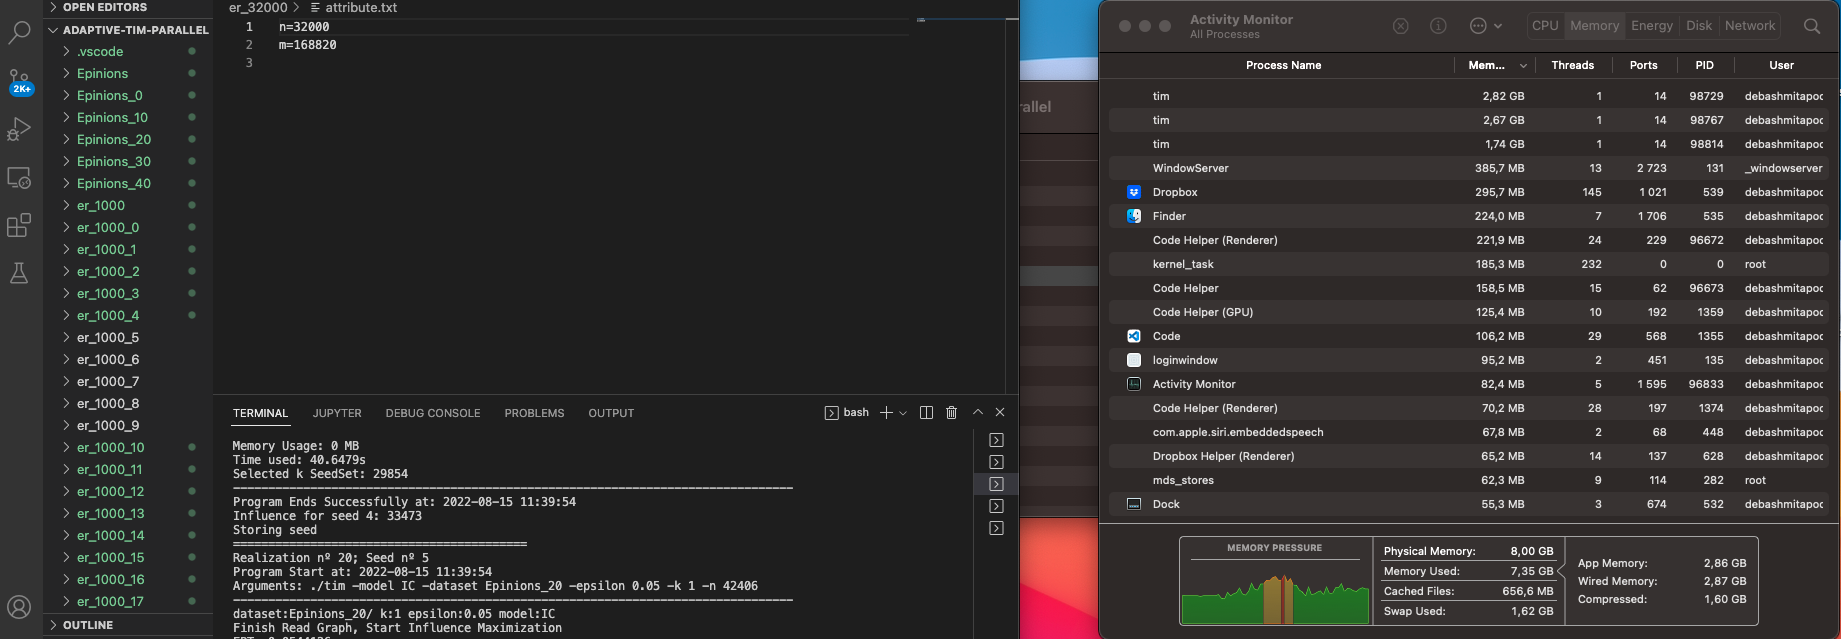 OPEN EDITORS
ADAPTIVE-TIM-PARALLEL
.vscode
Epinions
Epinions_0
Epinions_10
Epinions_20
Epinions_30
Epinions_40
er_1000
er_1000_0
er_1000_1
er_1000_2
er_1000_3
er_1000_4
er_1000_5
er_1000_6
er_1000_7
er_1000_8
er_1000_9
er_1000_10
er_1000_11
er_1000_12
er_1000_13
er_1000_14
er_1000_15
er_1000_16
er_1000_17
OUTLINE
2K+
er_32000 > attribute.txt
1 n=32000
2 m=168820
3
TERMINAL JUPYTER DEBUG CONSOLE PROBLEMS OUTPUT bash
Memory Usage: 0 MB
Time used: 40.6479s
Selected k SeedSet: 29854
Program Ends Successfully at: 2022-08-15 11:39:54
Influence for seed 4: 33473
Storing seed
Realization nº 20; Seed nº 5
Program Start at: 2022-08-15 11:39:54
Arguments: ./tim -model IC -dataset Epinions_20 -epsilon 0.05 -k 1 -n 42406
dataset:Epinions_20/ k:1 epsilon:0.05 model:IC
Finish Read Graph, Start Influence Maximization
rallel
Activity Monitor
All Processes
CPU Memory Energy Disk Network
Process Name Mem... Threads Ports PID User
tim 2,82 GB 1 14 98729 debashmitapoc
tim 2,67 GB 1 14 98767 debashmitapoc
tim 1,74 GB 1 14 98814 debashmitapoc
WindowServer 385,7 MB 13 2 723 131 _windowserver
Dropbox 295,7 MB 145 1 021 539 debashmitapoc
Finder 224,0 MB 7 1 706 535 debashmitapoc
Code Helper (Renderer) 221,9 MB 24 229 96672 debashmitapoc
kernel_task 185,3 MB 232 0 0 root
Code Helper 158,5 MB 15 62 96673 debashmitapoc
Code Helper (GPU) 125,4 MB 10 192 1359 debashmitapoc
Code 106,2 MB 29 568 1355 debashmitapoc
loginwindow 95,2 MB 2 451 135 debashmitapoc
Activity Monitor 82,4 MB 5 1 595 96833 debashmitapoc
Code Helper (Renderer) 70,2 MB 28 197 1374 debashmitapoc
com.apple.siri.embeddedspeech 67,8 MB 2 68 448 debashmitapoc
Dropbox Helper (Renderer) 65,2 MB 14 137 628 debashmitapoc
mds_stores 62,3 MB 9 114 282 root
Dock 55,3 MB 3 674 532 debashmitapoc
MEMORY PRESSURE
Physical Memory: 8,00 GB
Memory Used: 7,35 GB
Cached Files: 656,6 MB
Swap Used: 1,62 GB
App Memory: 2,86 GB
Wired Memory: 2,87 GB
Compressed: 1,60 GB